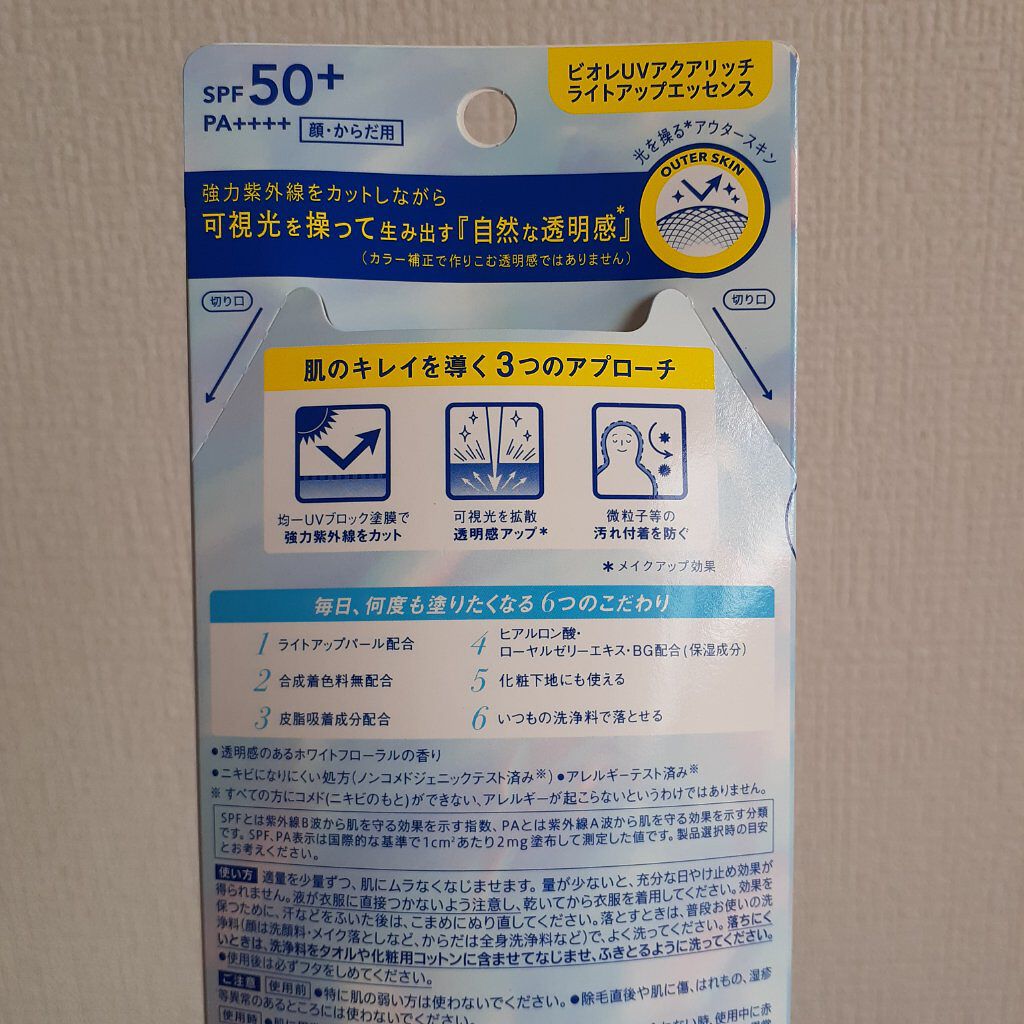 SPF 50+
PA++++ 顔・からだ用
ビオレUVアクアリッチ
ライトアップエッセンス
光を操る*アウタースキン
OUTER SKIN
強力紫外線をカットしながら
可視光を操って生み出す『自然な透明感*』
(カラー補正で作りこむ透明感ではありません)
切り口
切り口
肌のキレイを導く3つのアプローチ
均一UVブロック塗膜で
強力紫外線をカット
可視光を拡散
透明感アップ*
微粒子等の
汚れ付着を防ぐ
*メイクアップ効果
毎日、何度も塗りたくなる6つのこだわり
1 ライトアップパール配合
2 合成着色料無配合
3 皮脂吸着成分配合
4 ヒアルロン酸・
ローヤルゼリーエキス・BG配合(保湿成分)
5 化粧下地にも使える
6 いつもの洗浄料で落とせる
●透明感のあるホワイトフローラルの香り
●ニキビになりにくい処方(ノンコメドジェニックテスト済み※) ●アレルギーテスト済み※
※ すべての方にコメド(ニキビのもと)ができない、アレルギーが起こらないというわけではありません。
SPFとは紫外線B波から肌を守る効果を示す指数、PAとは紫外線A波から肌を守る効果を示す分類
です。SPF、PA表示は国際的な基準で1cm²あたり2mg塗布して測定した値です。製品選択時の目安
とお考えください。
使い方 適量を少量ずつ、肌にムラなくなじませます。量が少ないと、充分な日やけ止め効果が
得られません。液が衣服に直接つかないよう注意し、乾いてから衣服を着用してください。効果を
保つために、汗などをふいた後は、こまめにぬり直してください。落とすときは、普段お使いの洗
浄料(顔は洗顔料・メイク落としなど、からだは全身洗浄料など)で、よく洗ってください。落ちにく
いときは、洗浄料をタオルや化粧用コットンに含ませてなじませ、ふきとるように洗ってください。
●使用後は必ずフタをしめてください。
ご注意 使用前 ●特に肌の弱い方は使わないでください。●除毛直後や肌に傷、はれもの、湿疹
等異常のあるところには使わないでください。
使用時 ●肌に異 ない時、使用中に赤